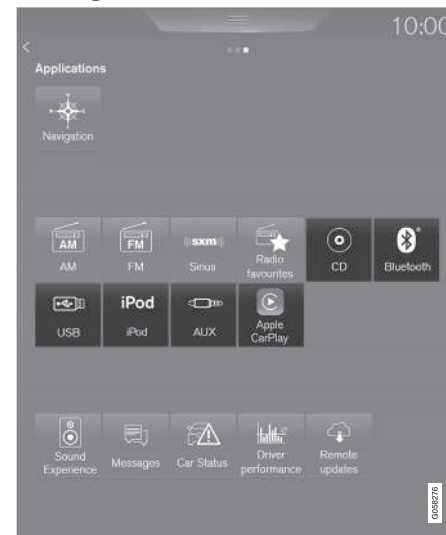 10:00
Applications
Navigation
AM FM sxm
AM FM Sirius Radio favourites CD Bluetooth
iPod
USB iPod AUX Apple CarPlay
Sound Experience Messages Car Status Driver performance Remote updates
G058276